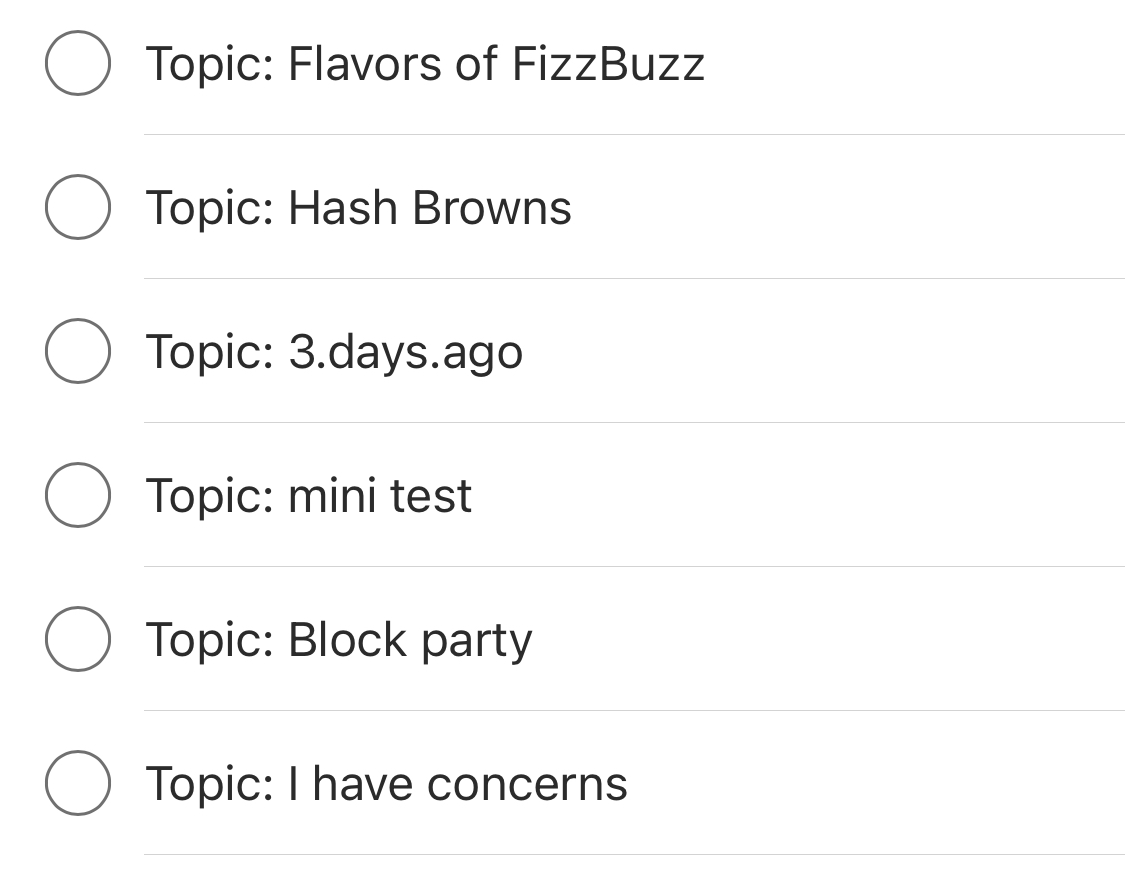 Topic: Flavors of FizzBuzz
Topic: Hash Browns
Topic: 3.days.ago
Topic: mini test
Topic: Block party
Topic: I have concerns